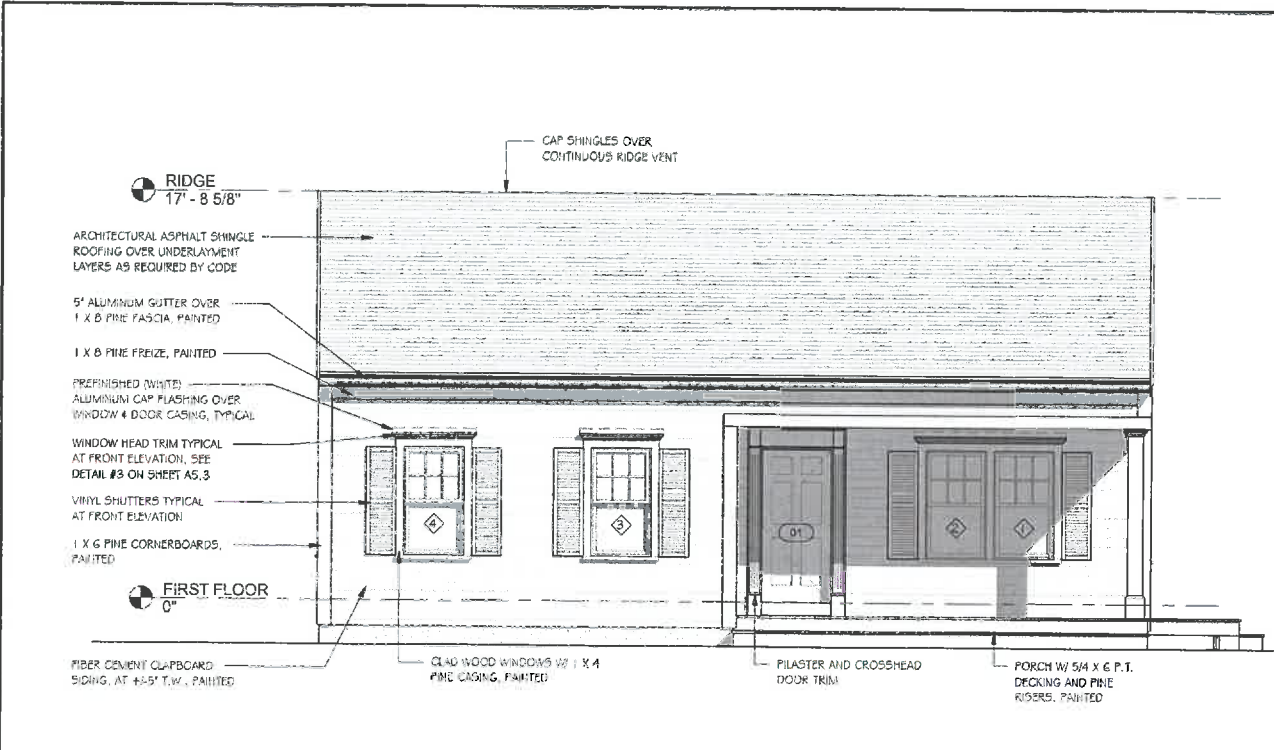 CAP SHINGLES OVER
CONTINUOUS RIDGE VENT
RIDGE
17' - 8 5/8"
ARCHITECTURAL ASPHALT SHINGLE
ROOFING OVER UNDERLAYMENT
LAYERS AS REQUIRED BY CODE
5" ALUMINUM GUTTER OVER
1 X 8 PINE FASCIA, PAINTED
1 X 8 PINE FREIZE, PAINTED
PREFINISHED (WHITE)
ALUMINUM CAP FLASHING OVER
WINDOW & DOOR CASING, TYPICAL
WINDOW HEAD TRIM TYPICAL
AT FRONT ELEVATION, SEE
DETAIL #3 ON SHEET A5.3
VINYL SHUTTERS TYPICAL
AT FRONT ELEVATION
1 X 6 PINE CORNERBOARDS,
PAINTED
4
3
01
2
1
FIRST FLOOR
0"
FIBER CEMENT CLAPBOARD
SIDING, AT +/-5" T.W., PAINTED
CLAD WOOD WINDOWS W/ 1 X 4
PINE CASING, PAINTED
PILASTER AND CROSSHEAD
DOOR TRIM
PORCH W/ 5/4 X 6 P.T.
DECKING AND PINE
RISERS, PAINTED